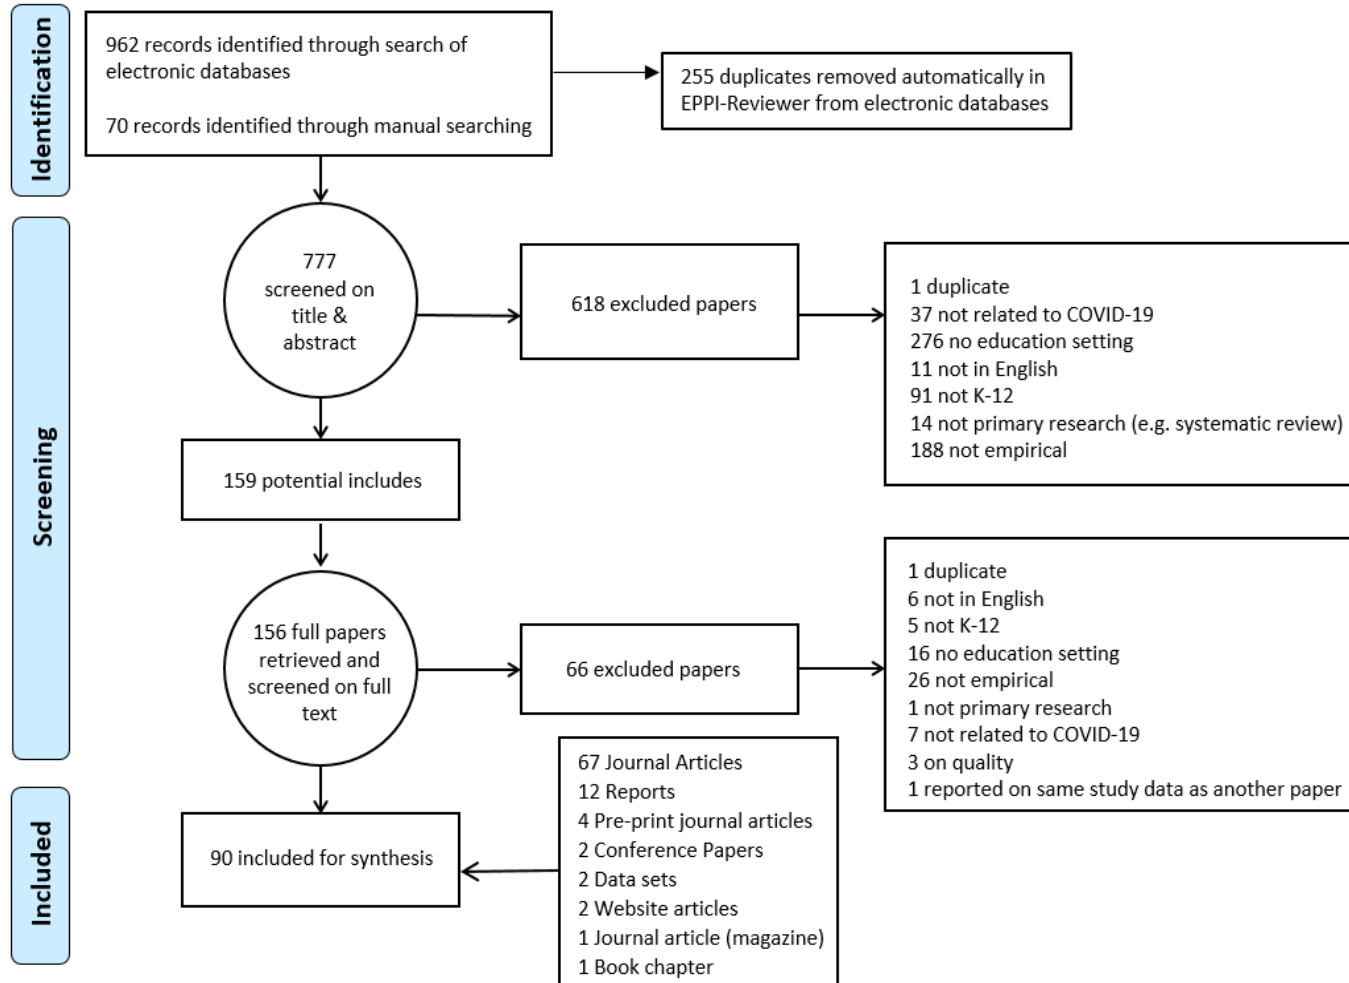 Identification
962 records identified through search of
electronic databases
70 records identified through manual searching
255 duplicates removed automatically in
EPPI-Reviewer from electronic databases
Screening
777
screened on
title &
abstract
618 excluded papers
1 duplicate
37 not related to COVID-19
276 no education setting
11 not in English
91 not K-12
14 not primary research (e.g. systematic review)
188 not empirical
159 potential includes
156 full papers
retrieved and
screened on full
text
66 excluded papers
1 duplicate
6 not in English
5 not K-12
16 no education setting
26 not empirical
1 not primary research
7 not related to COVID-19
3 on quality
1 reported on same study data as another paper
Included
90 included for synthesis
67 Journal Articles
12 Reports
4 Pre-print journal articles
2 Conference Papers
2 Data sets
2 Website articles
1 Journal article (magazine)
1 Book chapter